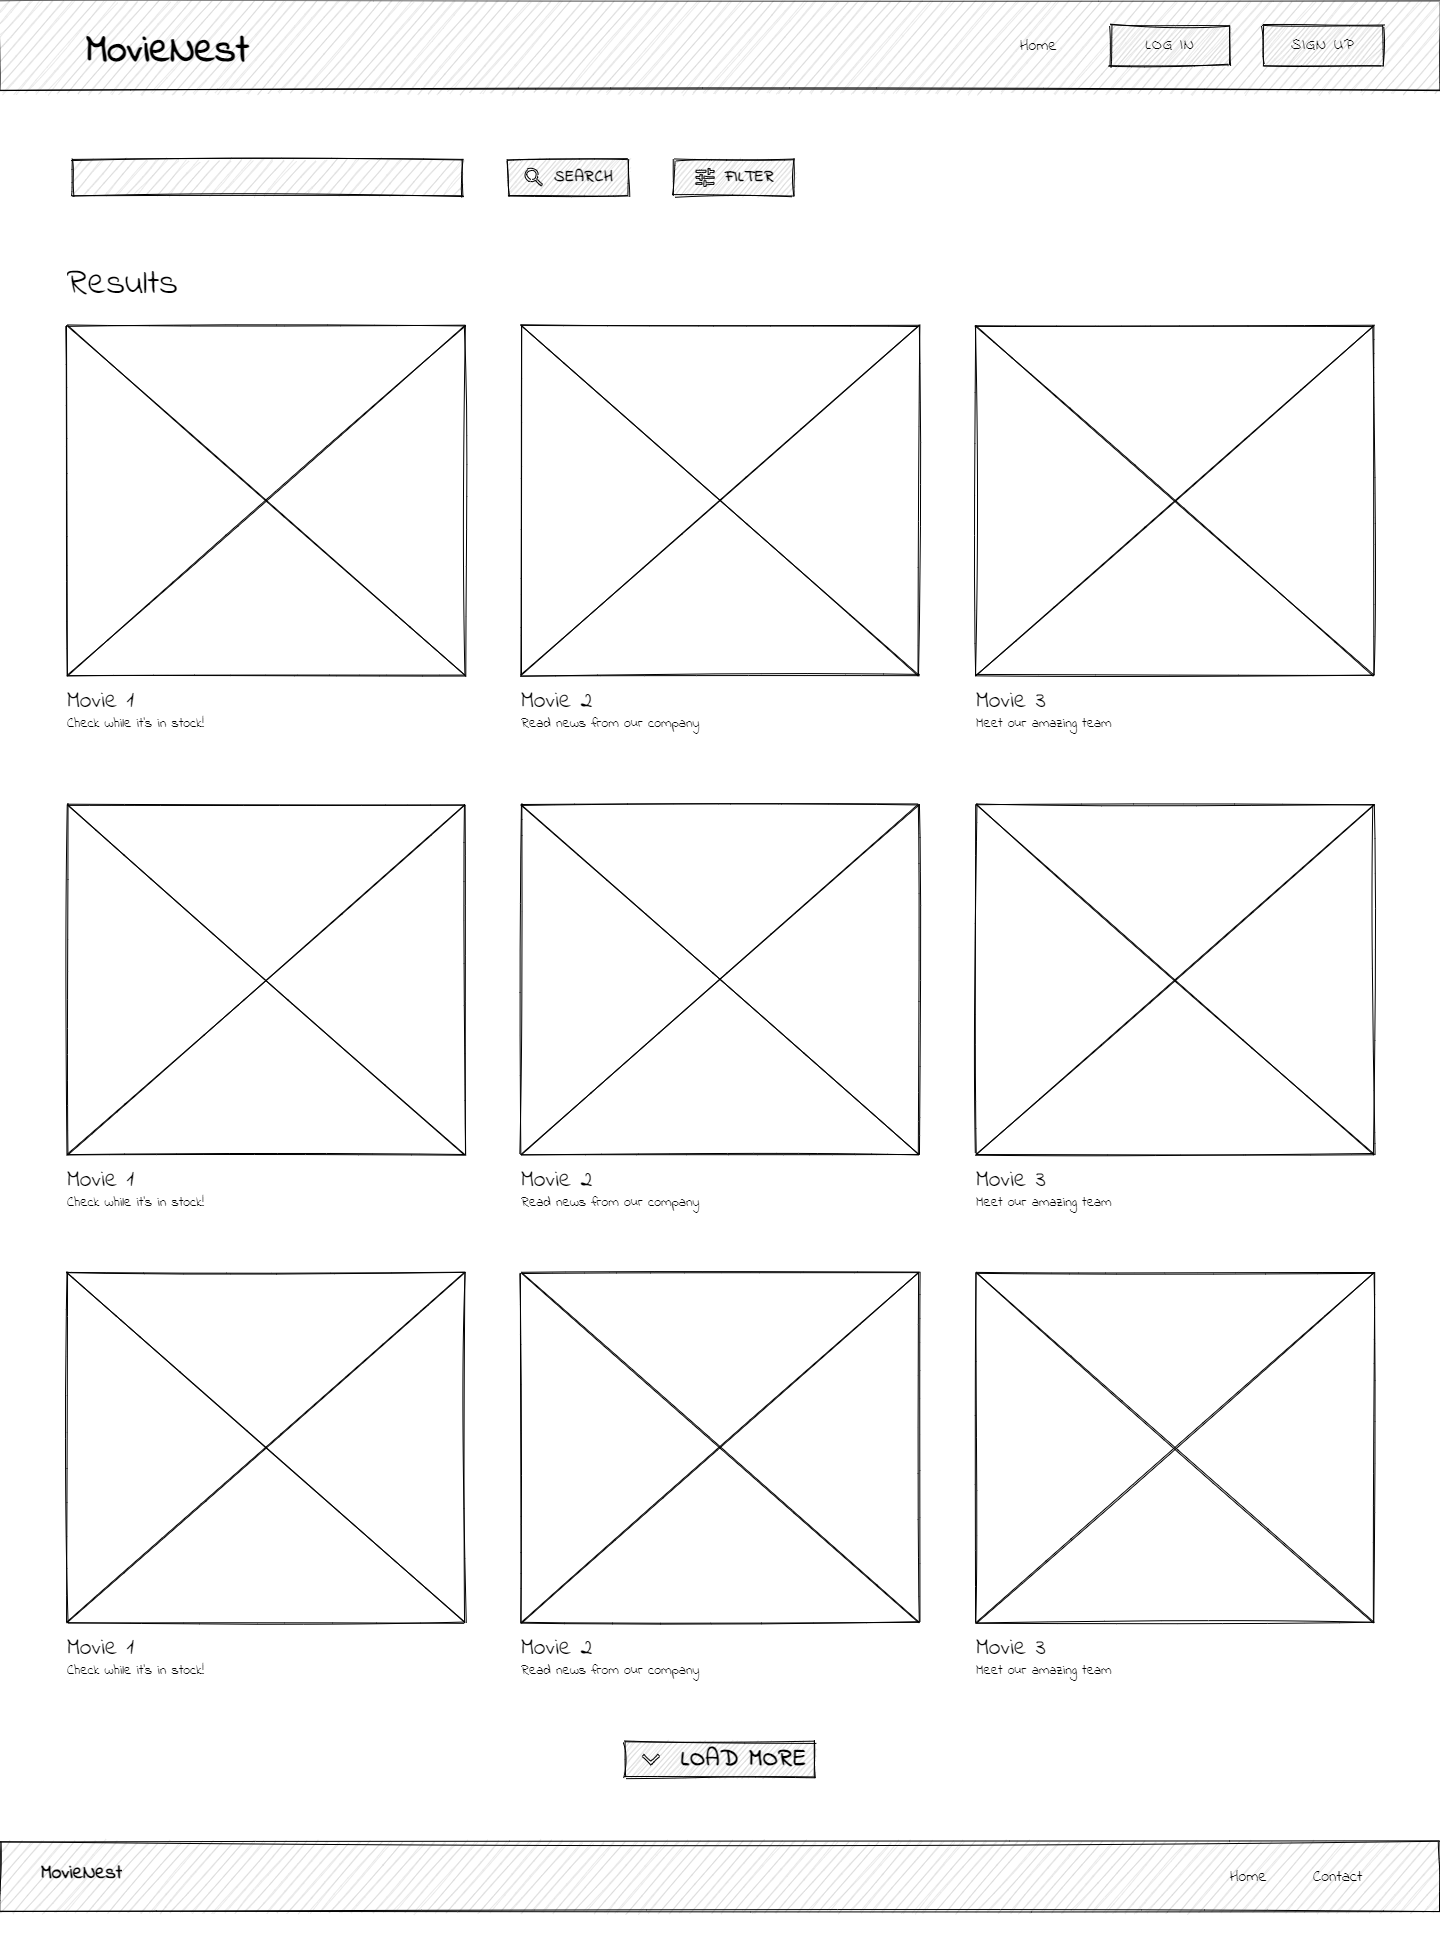 MovieNest
Home
LOG IN
SIGN UP
SEARCH
FILTER
Results
Movie 1
Check while it's in stock!
Movie 2
Read news from our company
Movie 3
Meet our amazing team
Movie 1
Check while it's in stock!
Movie 2
Read news from our company
Movie 3
Meet our amazing team
Movie 1
Check while it's in stock!
Movie 2
Read news from our company
Movie 3
Meet our amazing team
LOAD MORE
MovieNest
Home
Contact